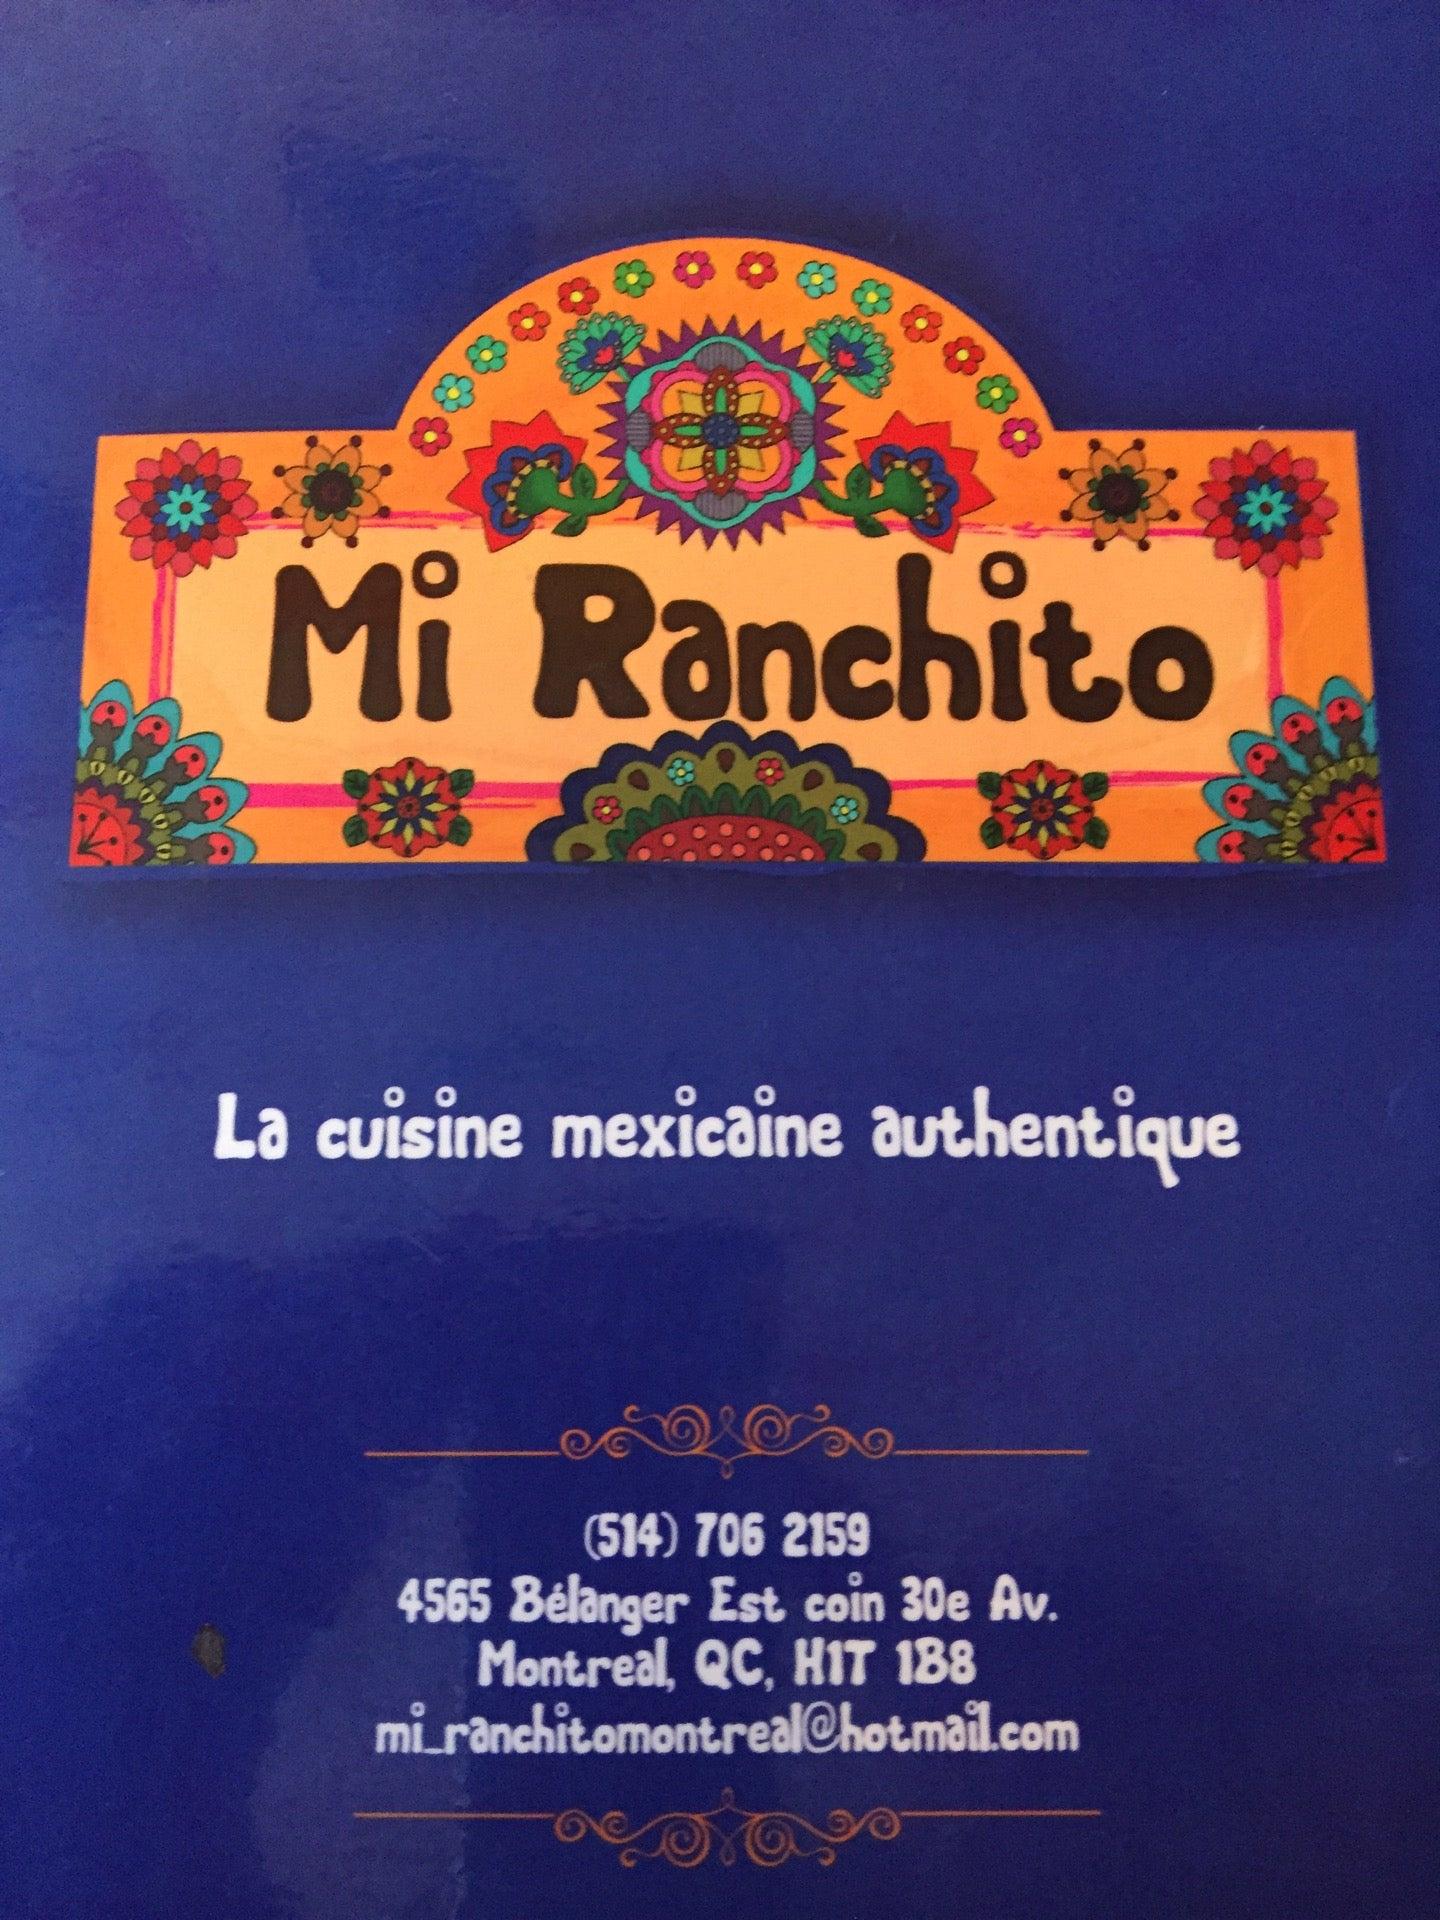 Mi Ranchito
La cuisine mexicaine authentique
(514) 706 2159
4565 Bélanger Est coin 30e Av.
Montreal, QC, H1T 1B8
mi_ranchitomontreal@hotmail.com